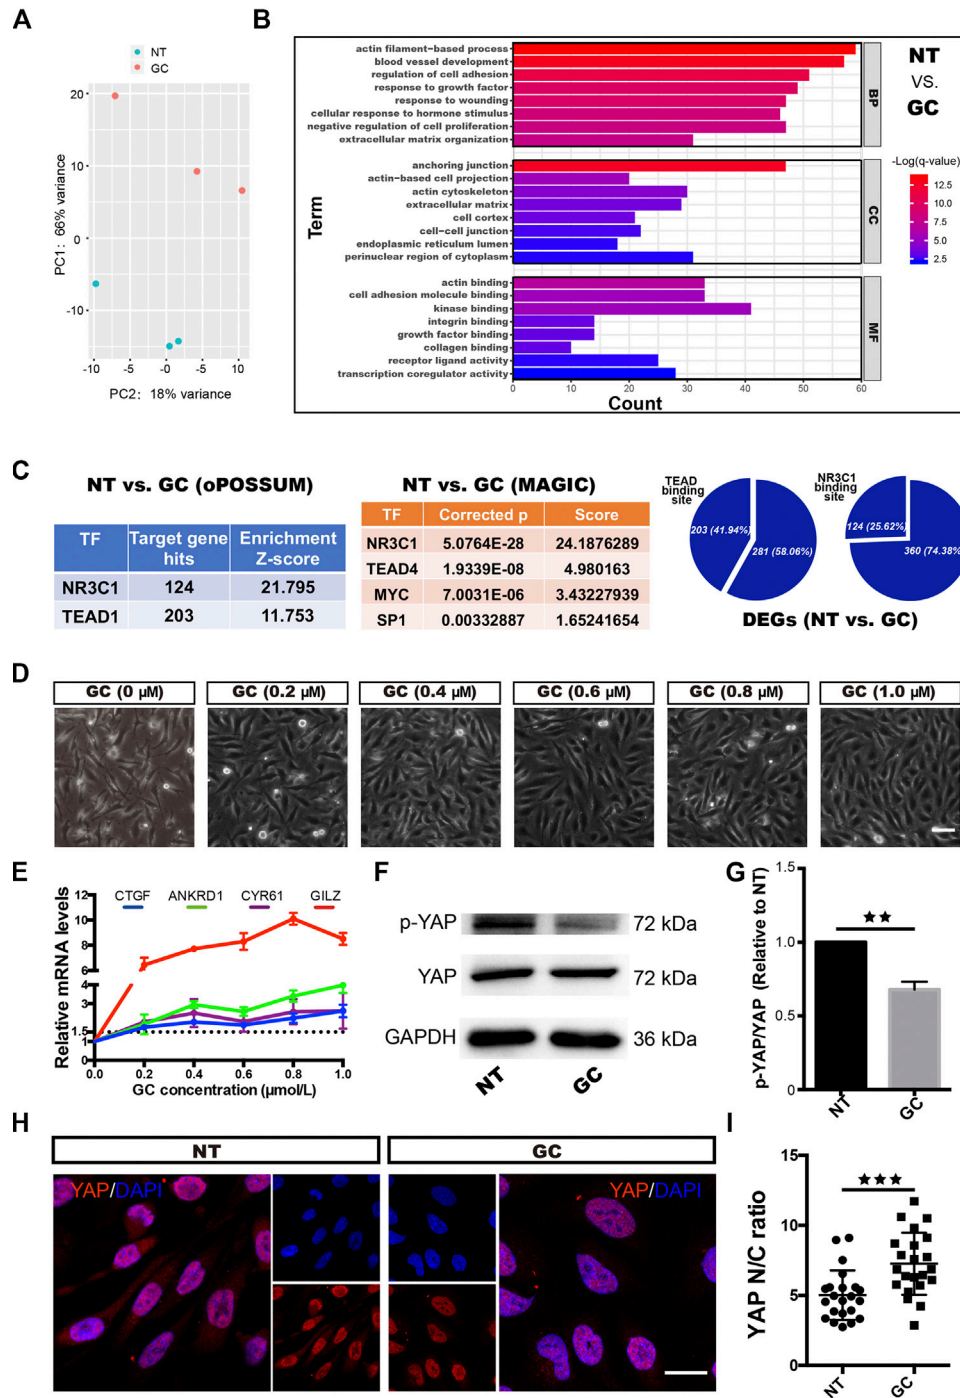 A
NT
GC
20
10
0
-10
PC1: 66% variance
-10 -5 0 -5 5 10
PC2: 18% variance
B
Term
actin filament-based process
blood vessel development
regulation of cell adhesion
response to growth factor
response to wounding
cellular response to hormone stimulus
negative regulation of cell proliferation
extracellular matrix organization
BP
anchoring junction
actin-based cell projection
actin cytoskeleton
extracellular matrix
cell cortex
cell-cell junction
endoplasmic reticulum lumen
perinuclear region of cytoplasm
CC
actin binding
cell adhesion molecule binding
kinase binding
integrin binding
growth factor binding
collagen binding
receptor ligand activity
transcription coregulator activity
MF
0 10 20 30 40 50 60
Count
NT
VS.
GC
-Log(q-value)
12.5
10.0
7.5
5.0
2.5
C
NT vs. GC (oPOSSUM)
TF Target gene hits Enrichment Z-score
NR3C1 124 21.795
TEAD1 203 11.753
NT vs. GC (MAGIC)
TF Corrected p Score
NR3C1 5.0764E-28 24.1876289
TEAD4 1.9339E-08 4.980163
MYC 7.0031E-06 3.43227939
SP1 0.00332887 1.65241654
TEAD
binding
site
203 (41.94%)
281 (58.06%)
NR3C1
binding
site
124 (25.62%)
360 (74.38%)
DEGs (NT vs. GC)
D
GC (0 μM) GC (0.2 μM) GC (0.4 μM) GC (0.6 μM) GC (0.8 μM) GC (1.0 μM)
E
CTGF ANKRD1 CYR61 GILZ
Relative mRNA levels
12
10
8
6
4
3
2
1.5
1
0
0.0 0.2 0.4 0.6 0.8 1.0
GC concentration (μmol/L)
F
p-YAP 72 kDa
YAP 72 kDa
GAPDH 36 kDa
NT GC
G
p-YAP/YAP (Relative to NT)
1.5
1.0
0.5
0
★★
NT GC
H
NT GC
YAP/DAPI YAP/DAPI
I
YAP N/C ratio
15
10
5
0
★★★
NT GC